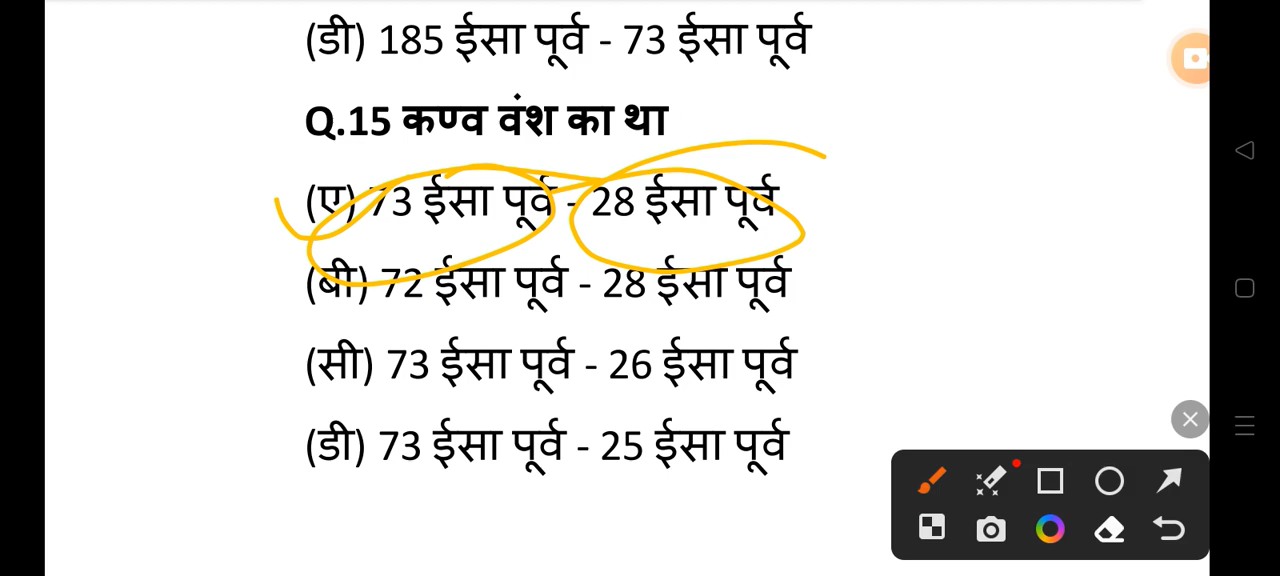 (डी) 185 ईसा पूर्व - 73 ईसा पूर्व
Q.15 कण्व वंश का था
(ए) 73 ईसा पूर्व - 28 ईसा पूर्व
(बी) 72 ईसा पूर्व - 28 ईसा पूर्व
(सी) 73 ईसा पूर्व - 26 ईसा पूर्व
(डी) 73 ईसा पूर्व - 25 ईसा पूर्व